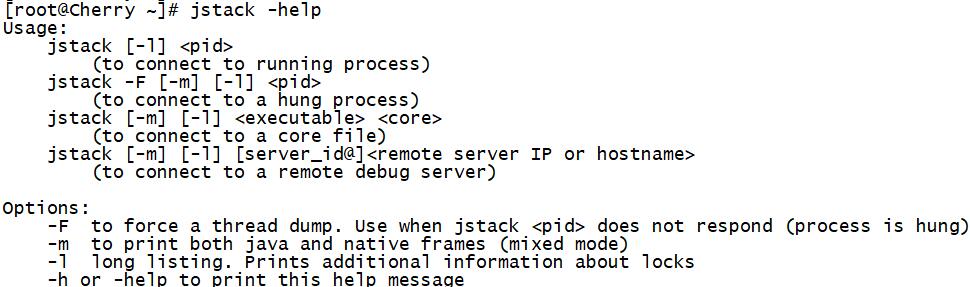 [root@Cherry ~]# jstack -help
Usage:
    jstack [-l] <pid>
        (to connect to running process)
    jstack -F [-m] [-l] <pid>
        (to connect to a hung process)
    jstack [-m] [-l] <executable> <core>
        (to connect to a core file)
    jstack [-m] [-l] [server_id@]<remote server IP or hostname>
        (to connect to a remote debug server)

Options:
    -F  to force a thread dump. Use when jstack <pid> does not respond (process is hung)
    -m  to print both java and native frames (mixed mode)
    -l  long listing. Prints additional information about locks
    -h or -help to print this help message